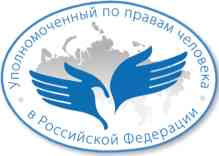 Уполномоченный по правам человека
в Российской Федерации